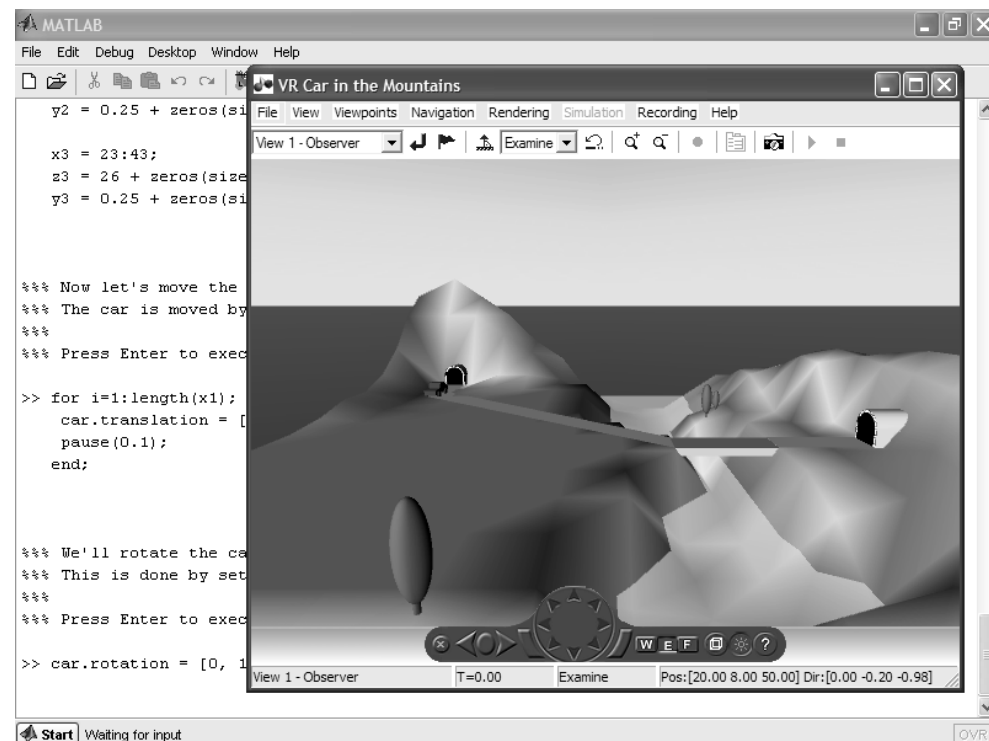 MATLAB
File Edit Debug Desktop Window Help
y2 = 0.25 + zeros(si
x3 = 23:43;
z3 = 26 + zeros(size
y3 = 0.25 + zeros(si
%%% Now let's move the
%%% The car is moved by
%%%
%%% Press Enter to exec
>> for i=1:length(x1);
car.translation = [
pause(0.1);
end;
%%% We'll rotate the ca
%%% This is done by set
%%%
%%% Press Enter to exec
>> car.rotation = [0, 1
VR Car in the Mountains
File View Viewpoints Navigation Rendering Simulation Recording Help
View 1 - Observer Examine
W E F ?
View 1 - Observer T=0.00 Examine Pos:[20.00 8.00 50.00] Dir:[0.00 -0.20 -0.98]
Start Waiting for input OVR